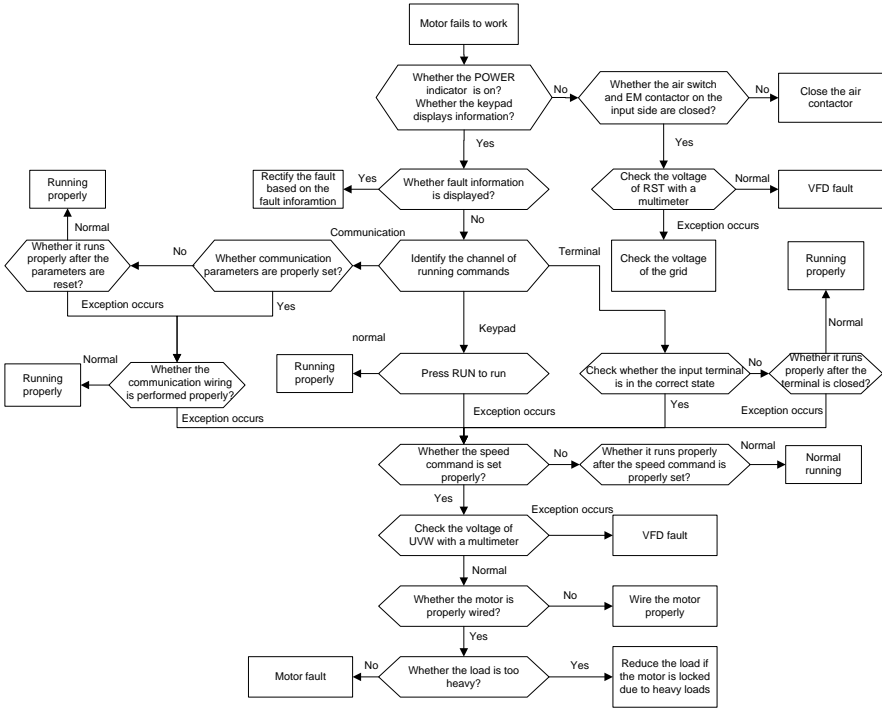 Motor fails to work
Whether the POWER
indicator is on?
Whether the keypad
displays information?
No
Whether the air switch
and EM contactor on the
input side are closed?
No
Close the air
contactor
Yes
Yes
Rectify the fault
based on the
fault inforamtion
Yes
Whether fault information
is displayed?
Check the voltage
of RST with a
multimeter
Normal
VFD fault
Running
properly
Normal
No
Exception occurs
Communication
Whether it runs
properly after the
parameters are
reset?
No
Whether communication
parameters are properly set?
Identify the channel of
running commands
Terminal
Check the voltage
of the grid
Running
properly
Exception occurs
Yes
Keypad
Normal
normal
Running
properly
Normal
Whether the
communication wiring
is performed properly?
Running
properly
Press RUN to run
Check whether the input terminal
is in the correct state
No
Whether it runs
properly after the
terminal is closed?
Exception occurs
Exception occurs
Yes
Exception occurs
Whether the speed
command is set
properly?
No
Whether it runs properly
after the speed command is
properly set?
Normal
Normal
running
Yes
Exception occurs
Check the voltage of
UVW with a multimeter
VFD fault
Normal
Whether the motor is
properly wired?
No
Wire the motor
properly
Yes
Motor fault
No
Whether the load is too
heavy?
Yes
Reduce the load if
the motor is locked
due to heavy loads